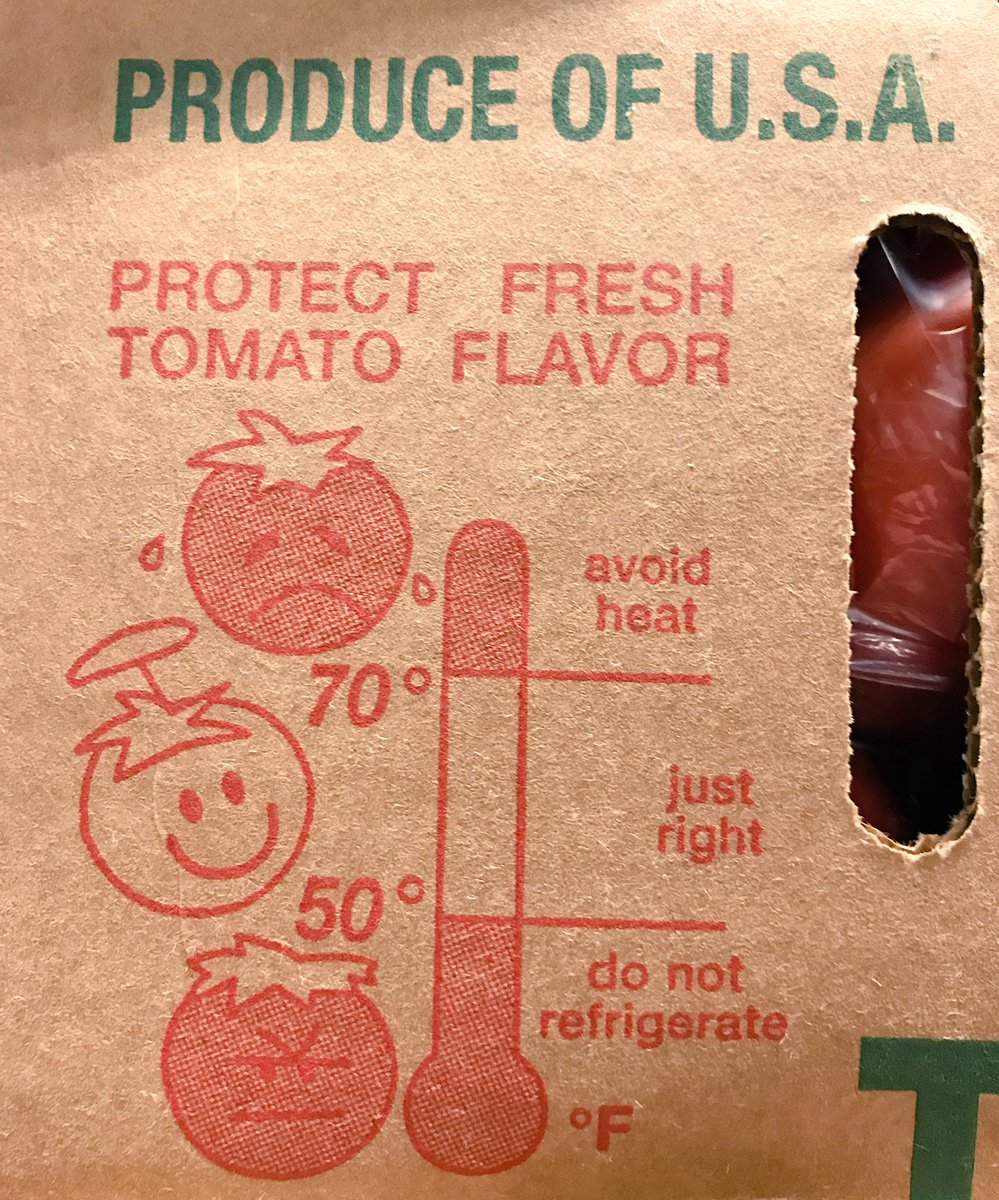 PRODUCE OF U.S.A.
PROTECT FRESH
TOMATO FLAVOR
avoid
heat
70°
just
right
50°
do not
refrigerate
°F
T